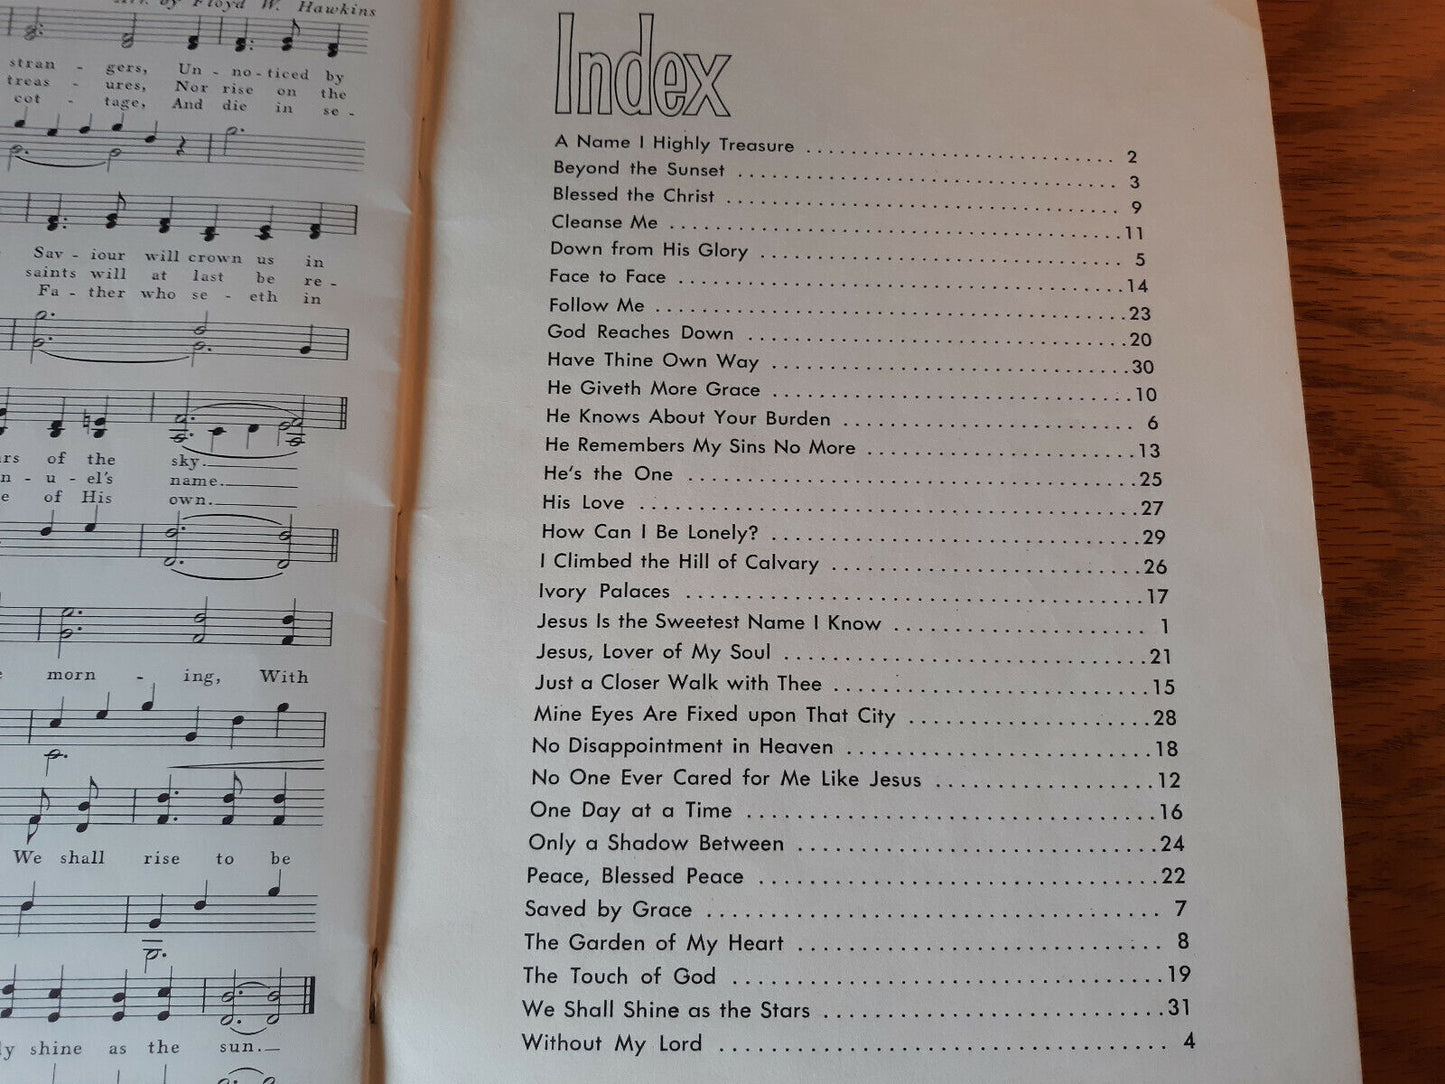 Arr. by Floyd W. Hawkins
stran - gers, Un - no - ticed by
treas - ures, Nor rise on the
cot - tage, And die in se -
Sav - iour will crown us in
saints will at last be re -
Fa - ther who se - eth in
of the sky.
u - el's name.
of His own.
morn - ing, With
We shall rise to be
shine as the sun.
Index
A Name I Highly Treasure . . . . . . . . . . . . . . . . . . . . . . . . . . . . 2
Beyond the Sunset . . . . . . . . . . . . . . . . . . . . . . . . . . . . . . . . . . 3
Blessed the Christ . . . . . . . . . . . . . . . . . . . . . . . . . . . . . . . . . . . 9
Cleanse Me . . . . . . . . . . . . . . . . . . . . . . . . . . . . . . . . . . . . . . . . 11
Down from His Glory . . . . . . . . . . . . . . . . . . . . . . . . . . . . . . . . 5
Face to Face . . . . . . . . . . . . . . . . . . . . . . . . . . . . . . . . . . . . . . . 14
Follow Me . . . . . . . . . . . . . . . . . . . . . . . . . . . . . . . . . . . . . . . . . 23
God Reaches Down . . . . . . . . . . . . . . . . . . . . . . . . . . . . . . . . . 20
Have Thine Own Way . . . . . . . . . . . . . . . . . . . . . . . . . . . . . . . 30
He Giveth More Grace . . . . . . . . . . . . . . . . . . . . . . . . . . . . . . . 10
He Knows About Your Burden . . . . . . . . . . . . . . . . . . . . . . . . . 6
He Remembers My Sins No More . . . . . . . . . . . . . . . . . . . . . . . 13
He's the One . . . . . . . . . . . . . . . . . . . . . . . . . . . . . . . . . . . . . . 25
His Love . . . . . . . . . . . . . . . . . . . . . . . . . . . . . . . . . . . . . . . . . . 27
How Can I Be Lonely? . . . . . . . . . . . . . . . . . . . . . . . . . . . . . . . 29
I Climbed the Hill of Calvary . . . . . . . . . . . . . . . . . . . . . . . . . . 26
Ivory Palaces . . . . . . . . . . . . . . . . . . . . . . . . . . . . . . . . . . . . . . 17
Jesus Is the Sweetest Name I Know . . . . . . . . . . . . . . . . . . . . . 1
Jesus, Lover of My Soul . . . . . . . . . . . . . . . . . . . . . . . . . . . . . . 21
Just a Closer Walk with Thee . . . . . . . . . . . . . . . . . . . . . . . . . . 15
Mine Eyes Are Fixed upon That City . . . . . . . . . . . . . . . . . . . . 28
No Disappointment in Heaven . . . . . . . . . . . . . . . . . . . . . . . . . 18
No One Ever Cared for Me Like Jesus . . . . . . . . . . . . . . . . . . 12
One Day at a Time . . . . . . . . . . . . . . . . . . . . . . . . . . . . . . . . . . 16
Only a Shadow Between . . . . . . . . . . . . . . . . . . . . . . . . . . . . . 24
Peace, Blessed Peace . . . . . . . . . . . . . . . . . . . . . . . . . . . . . . . . 22
Saved by Grace . . . . . . . . . . . . . . . . . . . . . . . . . . . . . . . . . . . . 7
The Garden of My Heart . . . . . . . . . . . . . . . . . . . . . . . . . . . . . 8
The Touch of God . . . . . . . . . . . . . . . . . . . . . . . . . . . . . . . . . . 19
We Shall Shine as the Stars . . . . . . . . . . . . . . . . . . . . . . . . . . . 31
Without My Lord . . . . . . . . . . . . . . . . . . . . . . . . . . . . . . . . . . . 4